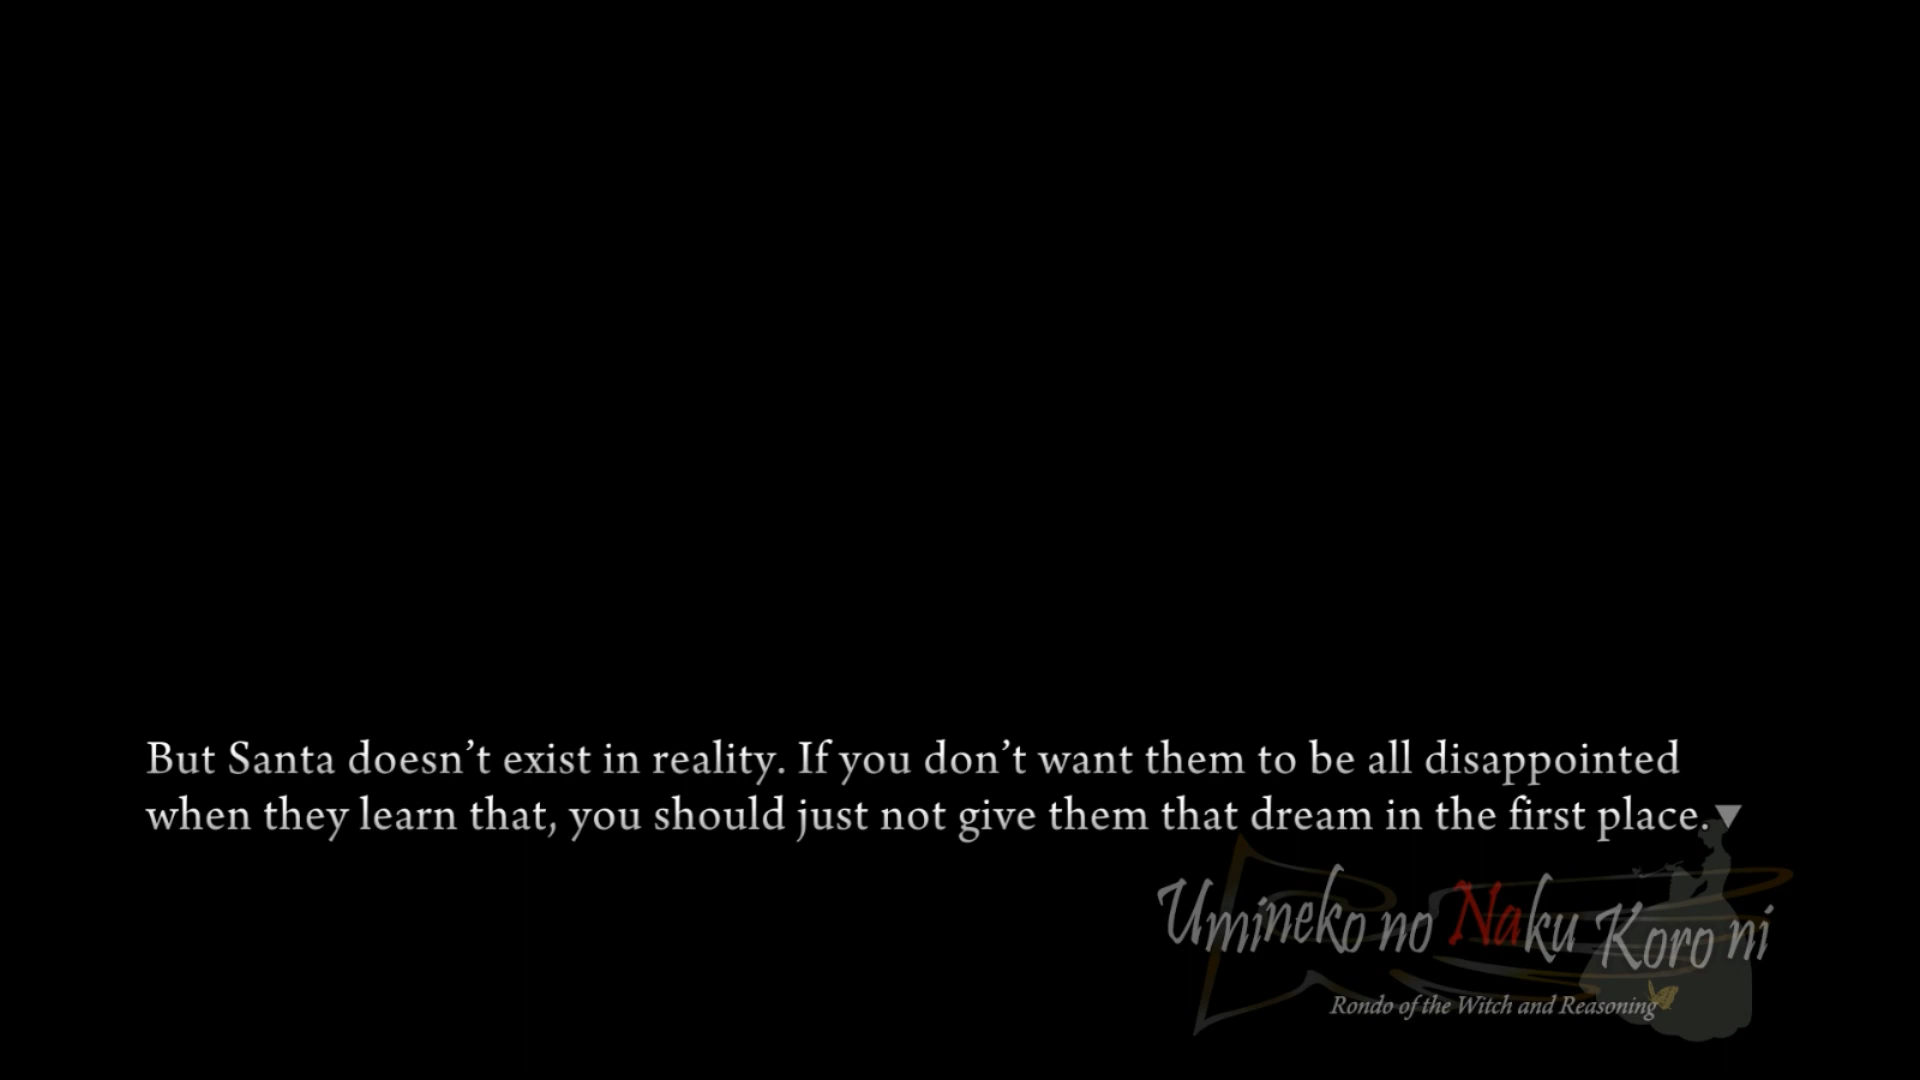 But Santa doesn’t exist in reality. If you don’t want them to be all disappointed
when they learn that, you should just not give them that dream in the first place.
Umineko no Naku Koro ni
Rondo of the Witch and Reasoning